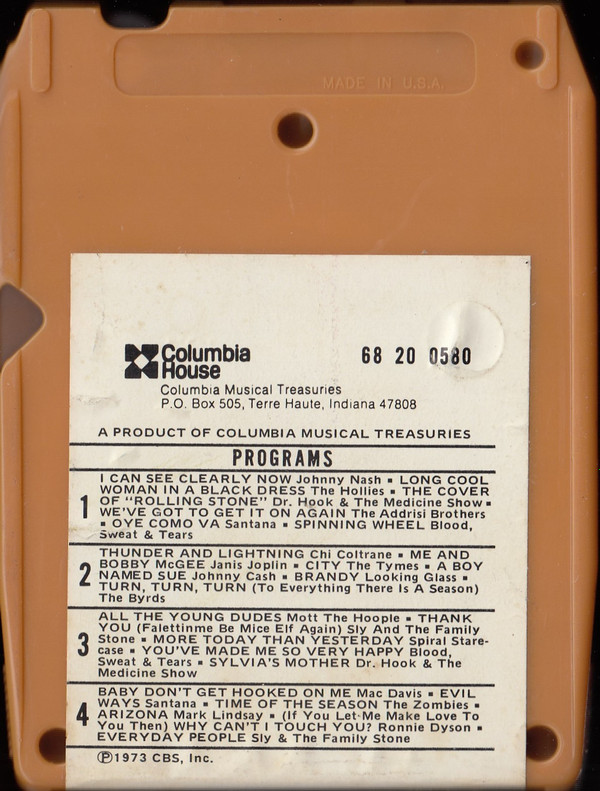 MADE IN U.S.A.
Columbia
House
68 20 0580
Columbia Musical Treasuries
P.O. Box 505, Terre Haute, Indiana 47808
A PRODUCT OF COLUMBIA MUSICAL TREASURIES
PROGRAMS
1
I CAN SEE CLEARLY NOW Johnny Nash ▪ LONG COOL
WOMAN IN A BLACK DRESS The Hollies ▪ THE COVER
OF "ROLLING STONE" Dr. Hook & The Medicine Show ▪
WE'VE GOT TO GET IT ON AGAIN The Addrisi Brothers
▪ OYE COMO VA Santana ▪ SPINNING WHEEL Blood,
Sweat & Tears
2
THUNDER AND LIGHTNING Chi Coltrane ▪ ME AND
BOBBY McGEE Janis Joplin ▪ CITY The Tymes ▪ A BOY
NAMED SUE Johnny Cash ▪ BRANDY Looking Glass ▪
TURN, TURN, TURN (To Everything There Is A Season)
The Byrds
3
ALL THE YOUNG DUDES Mott The Hoople ▪ THANK
YOU (Falettinme Be Mice Elf Again) Sly And The Family
Stone ▪ MORE TODAY THAN YESTERDAY Spiral Stare-
case ▪ YOU'VE MADE ME SO VERY HAPPY Blood,
Sweat & Tears ▪ SYLVIA'S MOTHER Dr. Hook & The
Medicine Show
4
BABY DON'T GET HOOKED ON ME Mac Davis ▪ EVIL
WAYS Santana ▪ TIME OF THE SEASON The Zombies ▪
ARIZONA Mark Lindsay ▪ (If You Let Me Make Love To
You Then) WHY CAN'T I TOUCH YOU? Ronnie Dyson ▪
EVERYDAY PEOPLE Sly & The Family Stone
Ⓟ1973 CBS, Inc.